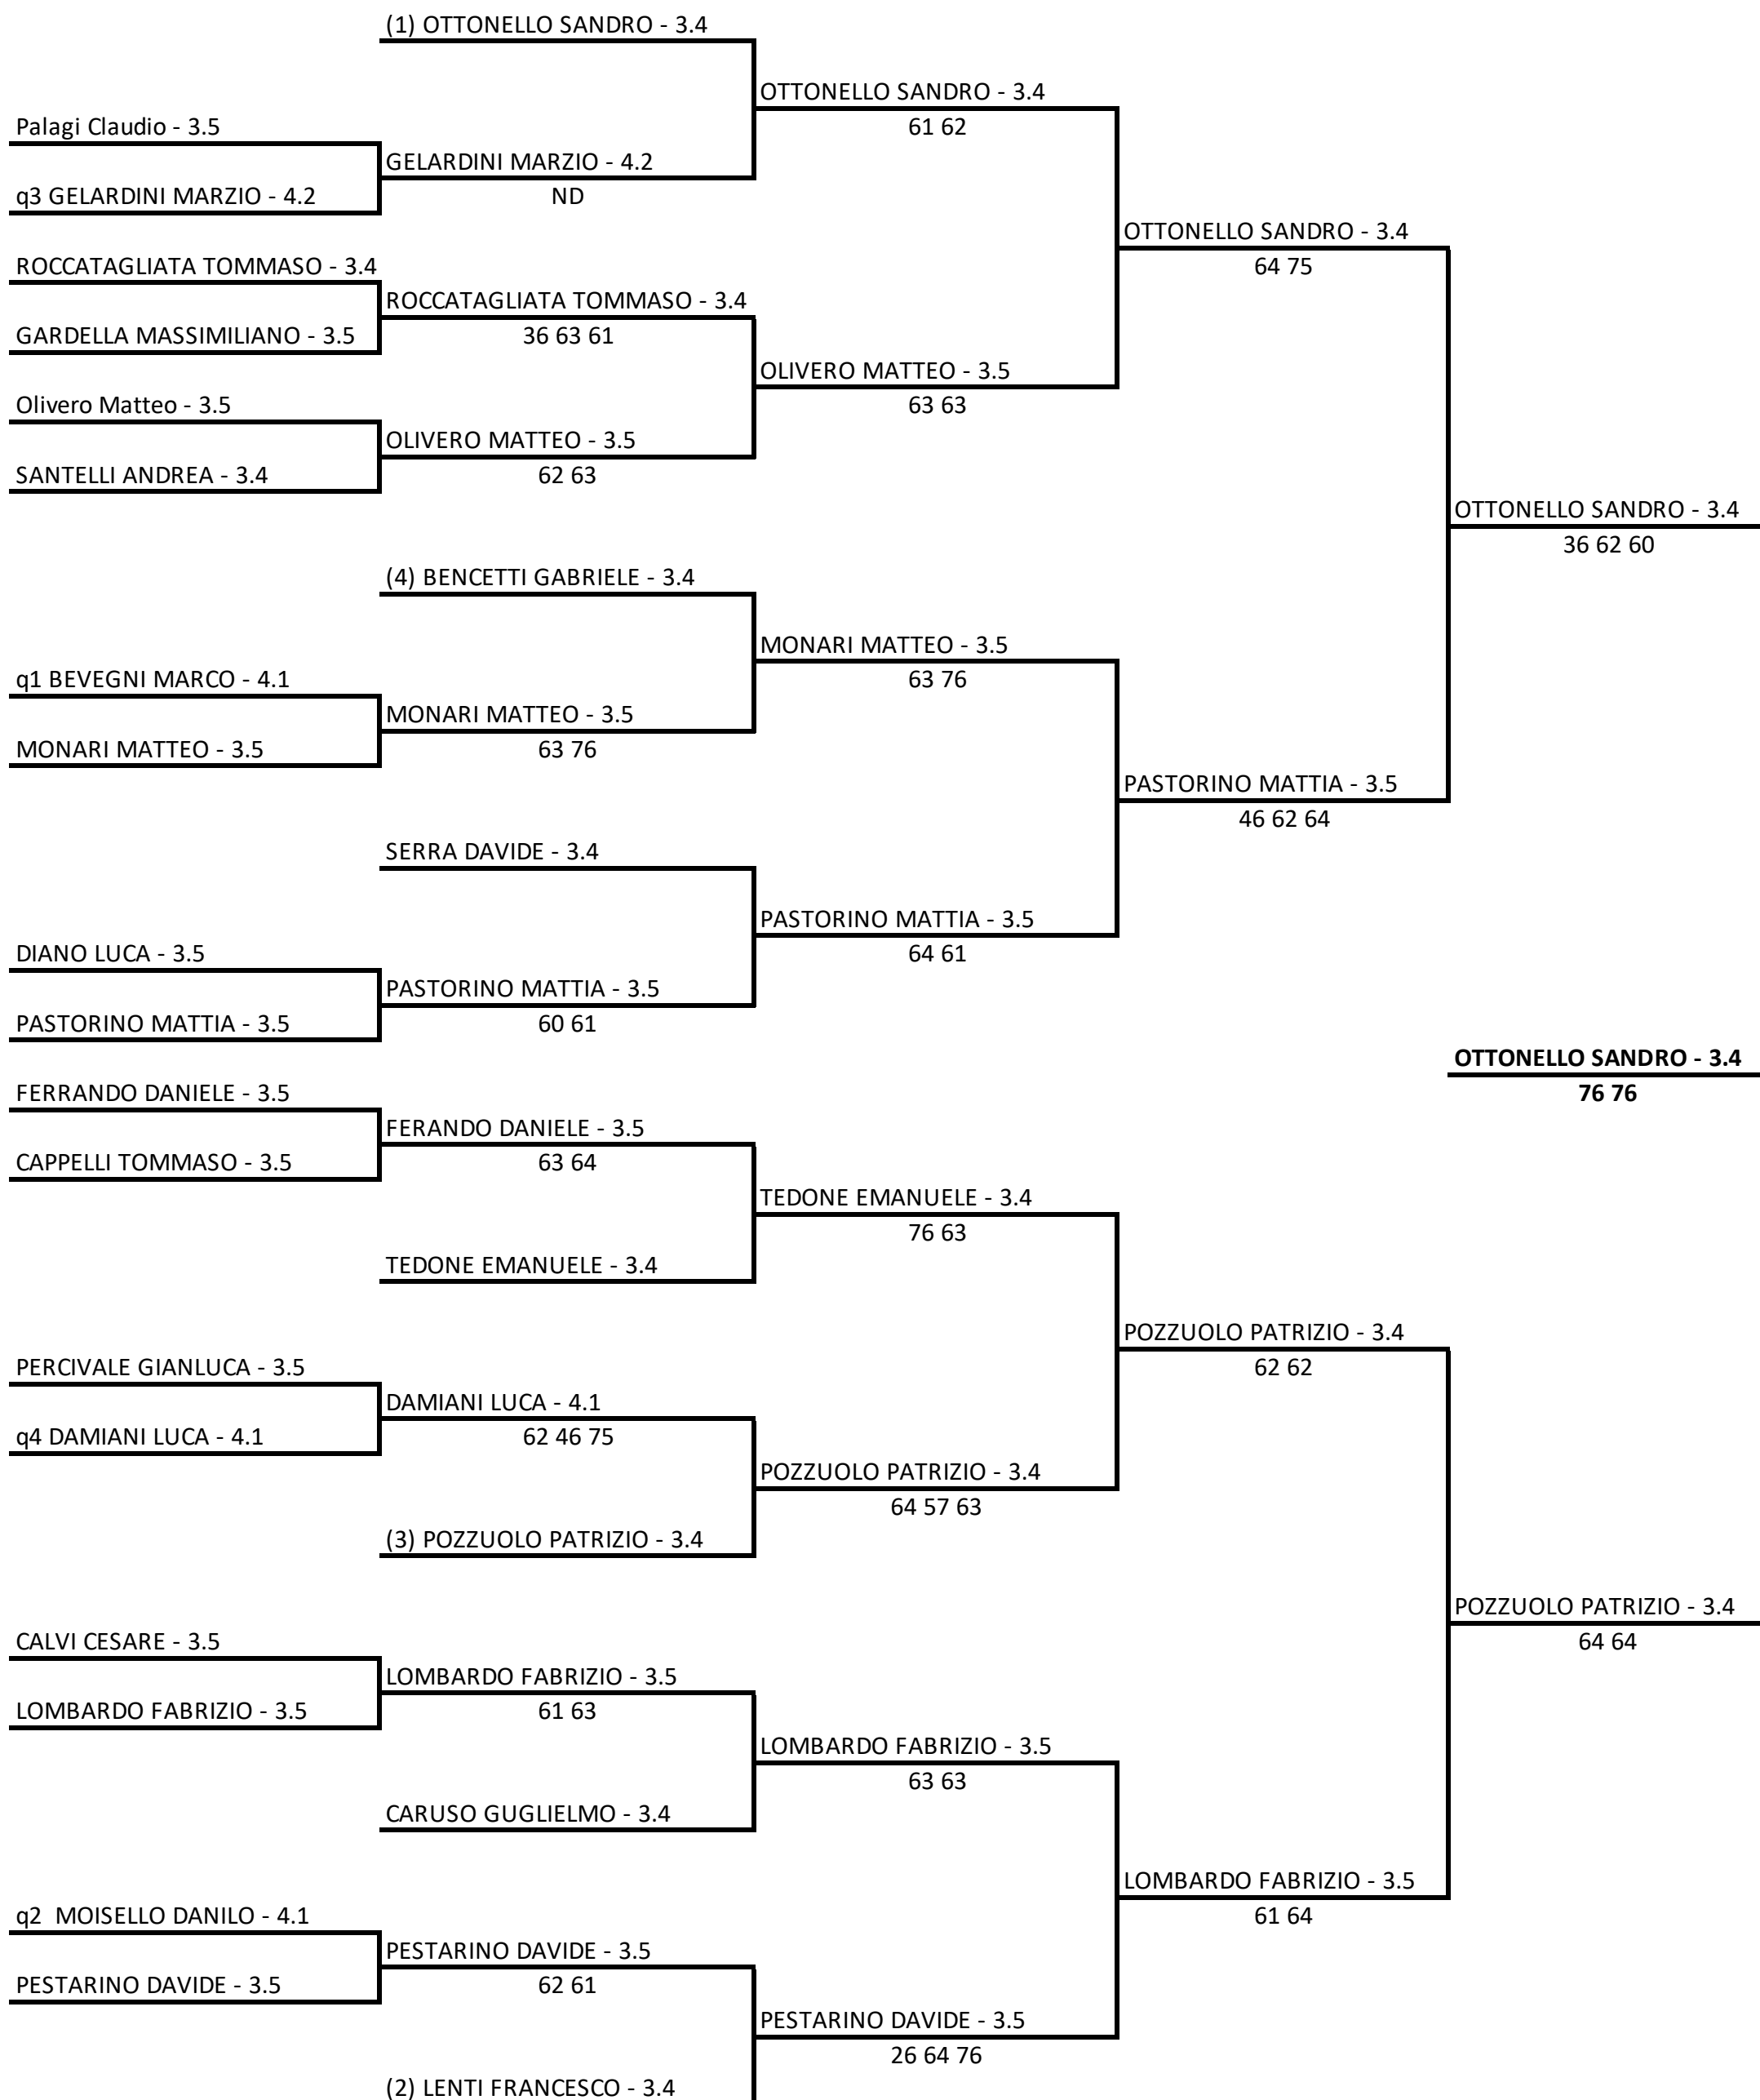 (1) OTTONELLO SANDRO - 3.4
OTTONELLO SANDRO - 3.4
61 62
Palagi Claudio - 3.5
GELARDINI MARZIO - 4.2
ND
q3 GELARDINI MARZIO - 4.2
OTTONELLO SANDRO - 3.4
64 75
ROCCATAGLIATA TOMMASO - 3.4
ROCCATAGLIATA TOMMASO - 3.4
36 63 61
GARDELLA MASSIMILIANO - 3.5
OLIVERO MATTEO - 3.5
63 63
Olivero Matteo - 3.5
OLIVERO MATTEO - 3.5
62 63
SANTELLI ANDREA - 3.4
OTTONELLO SANDRO - 3.4
36 62 60
(4) BENCETTI GABRIELE - 3.4
MONARI MATTEO - 3.5
63 76
q1 BEVEGNI MARCO - 4.1
MONARI MATTEO - 3.5
63 76
MONARI MATTEO - 3.5
PASTORINO MATTIA - 3.5
46 62 64
SERRA DAVIDE - 3.4
PASTORINO MATTIA - 3.5
64 61
DIANO LUCA - 3.5
PASTORINO MATTIA - 3.5
60 61
PASTORINO MATTIA - 3.5
OTTONELLO SANDRO - 3.4
76 76
FERRANDO DANIELE - 3.5
FERANDO DANIELE - 3.5
63 64
CAPPELLI TOMMASO - 3.5
TEDONE EMANUELE - 3.4
76 63
TEDONE EMANUELE - 3.4
POZZUOLO PATRIZIO - 3.4
62 62
PERCIVALE GIANLUCA - 3.5
DAMIANI LUCA - 4.1
62 46 75
q4 DAMIANI LUCA - 4.1
POZZUOLO PATRIZIO - 3.4
64 57 63
(3) POZZUOLO PATRIZIO - 3.4
POZZUOLO PATRIZIO - 3.4
64 64
CALVI CESARE - 3.5
LOMBARDO FABRIZIO - 3.5
61 63
LOMBARDO FABRIZIO - 3.5
LOMBARDO FABRIZIO - 3.5
63 63
CARUSO GUGLIELMO - 3.4
LOMBARDO FABRIZIO - 3.5
61 64
q2  MOISELLO DANILO - 4.1
PESTARINO DAVIDE - 3.5
62 61
PESTARINO DAVIDE - 3.5
PESTARINO DAVIDE - 3.5
26 64 76
(2) LENTI FRANCESCO - 3.4